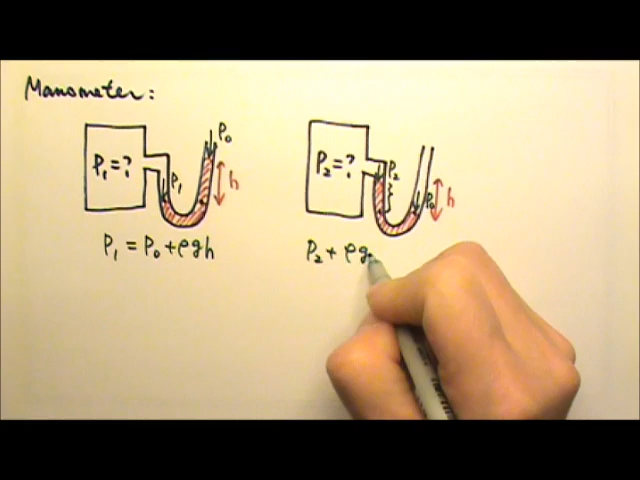 Manometer:
P₀
P₁=?
P₁
h
P₂=?
P₂
P₀
h
P₁ = P₀ + ρgh
P₂ + ρg